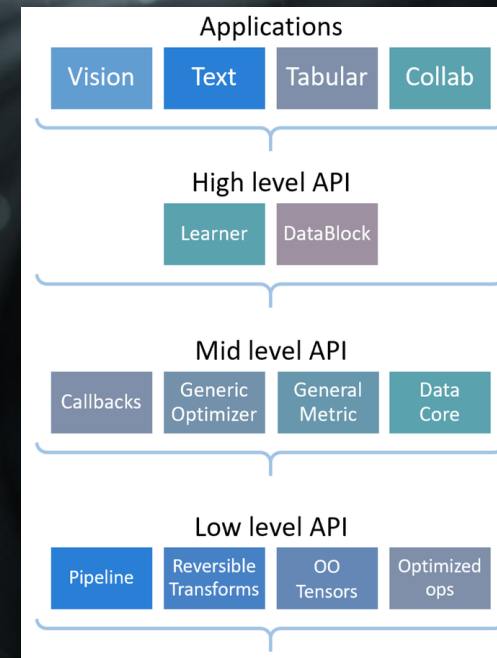 Applications
Vision Text Tabular Collab
High level API
Learner DataBlock
Mid level API
Callbacks
Generic
Optimizer
General
Metric
Data
Core
Low level API
Pipeline
Reversible
Transforms
OO
Tensors
Optimized
ops